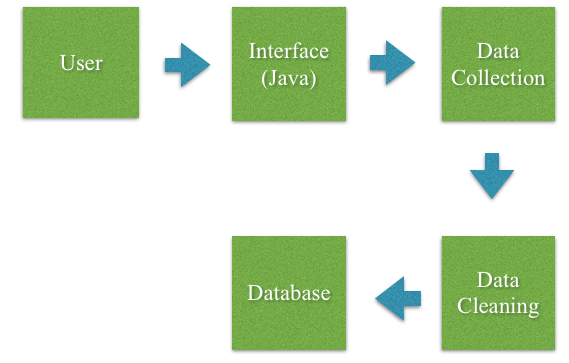 User
Interface
(Java)
Data
Collection
Database
Data
Cleaning